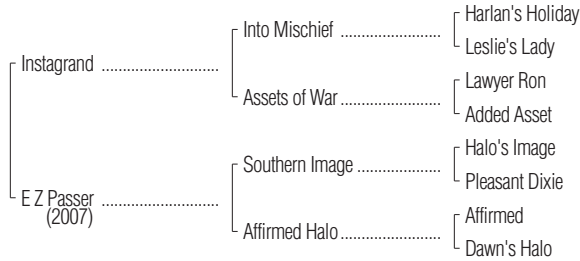 Harlan's Holiday
Into Mischief ....................
Leslie's Lady
Instagrand ........................
Lawyer Ron
Assets of War ....................
Added Asset
Halo's Image
Southern Image .................
Pleasant Dixie
E Z Passer ........................
(2007)
Affirmed
Affirmed Halo ....................
Dawn's Halo